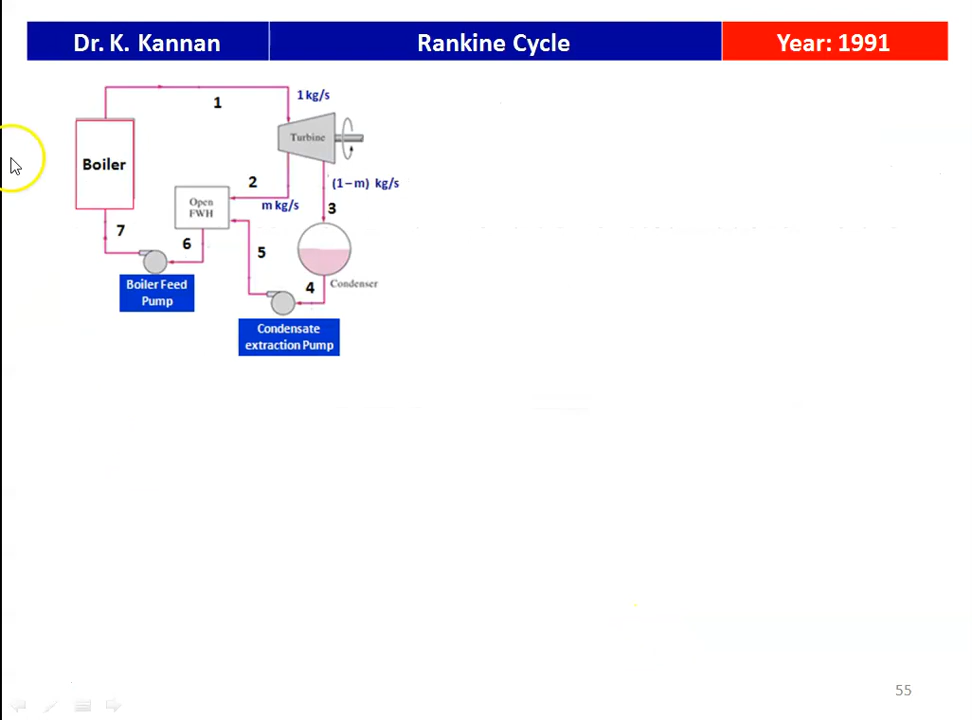 Dr. K. Kannan
Rankine Cycle
Year: 1991
1
1 kg/s
Turbine
Boiler
2
(1–m) kg/s
Open
FWH
m kg/s
3
7
6
5
Boiler Feed
Pump
4
Condenser
Condensate
extraction Pump
55